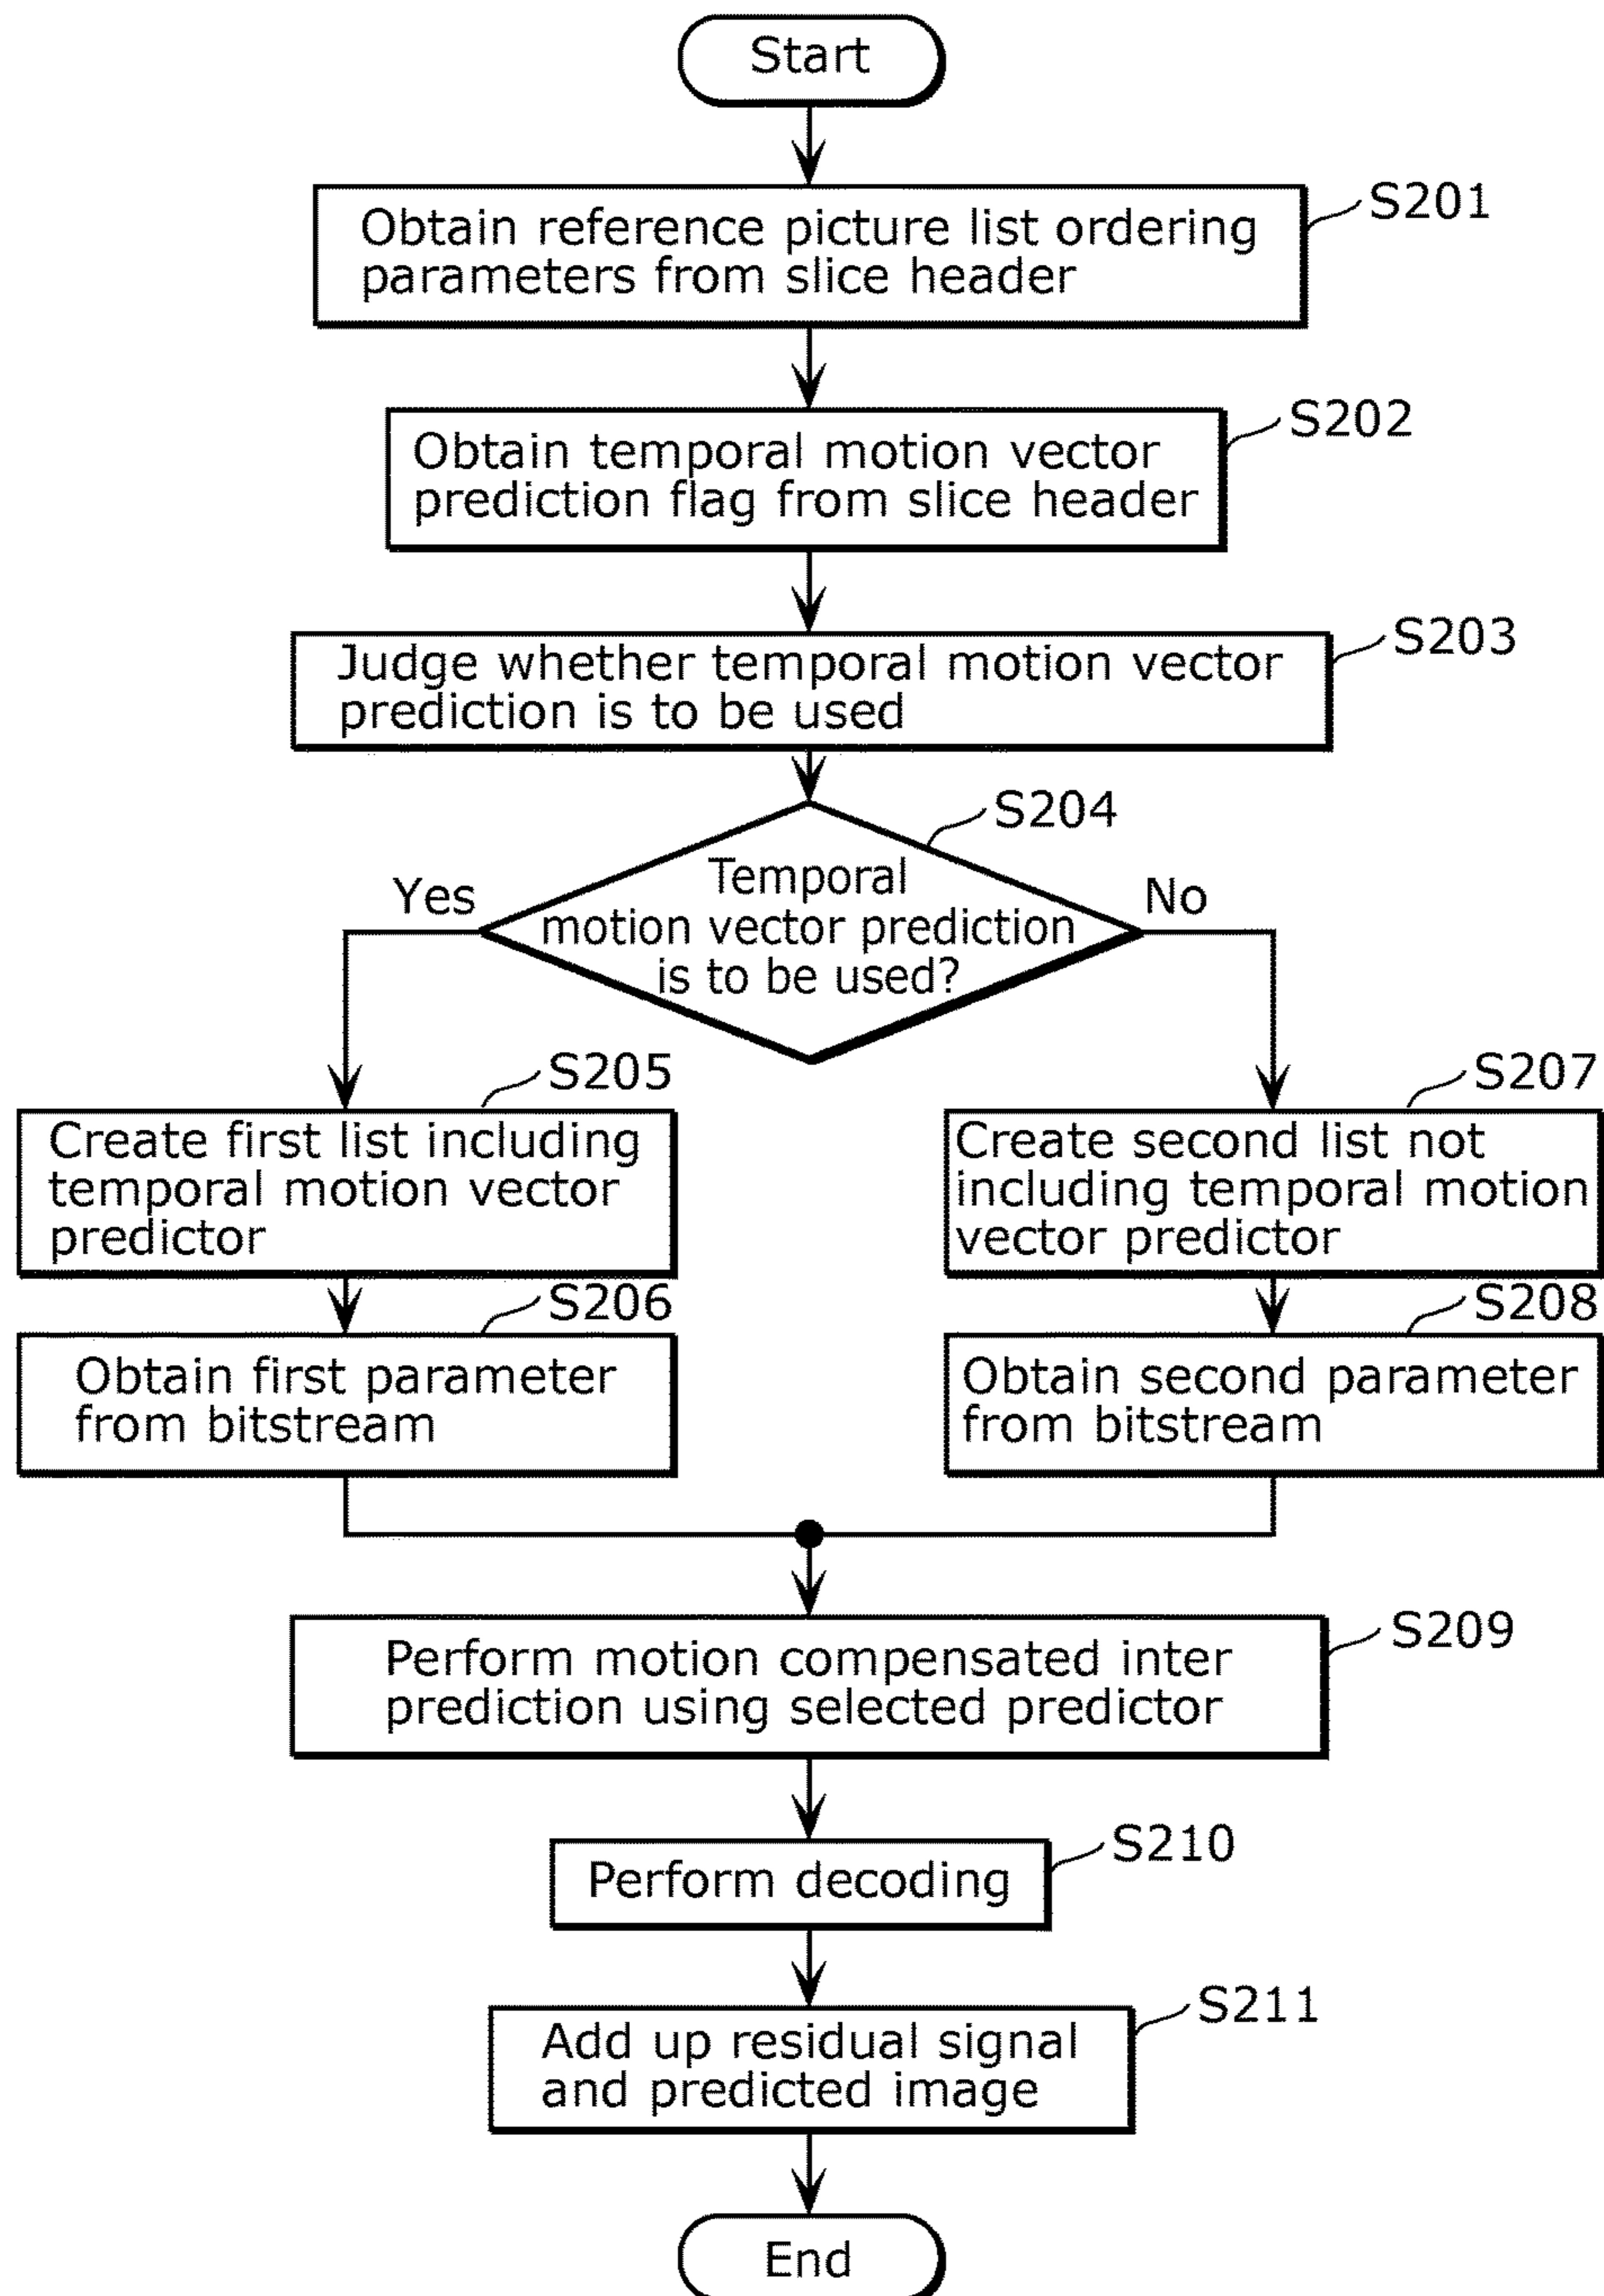 Start
S201
Obtain reference picture list ordering
parameters from slice header
S202
Obtain temporal motion vector
prediction flag from slice header
S203
Judge whether temporal motion vector
prediction is to be used
S204
Temporal
motion vector prediction
is to be used?
Yes
No
S205
Create first list including
temporal motion vector
predictor
S207
Create second list not
including temporal motion
vector predictor
S206
Obtain first parameter
from bitstream
S208
Obtain second parameter
from bitstream
S209
Perform motion compensated inter
prediction using selected predictor
S210
Perform decoding
S211
Add up residual signal
and predicted image
End